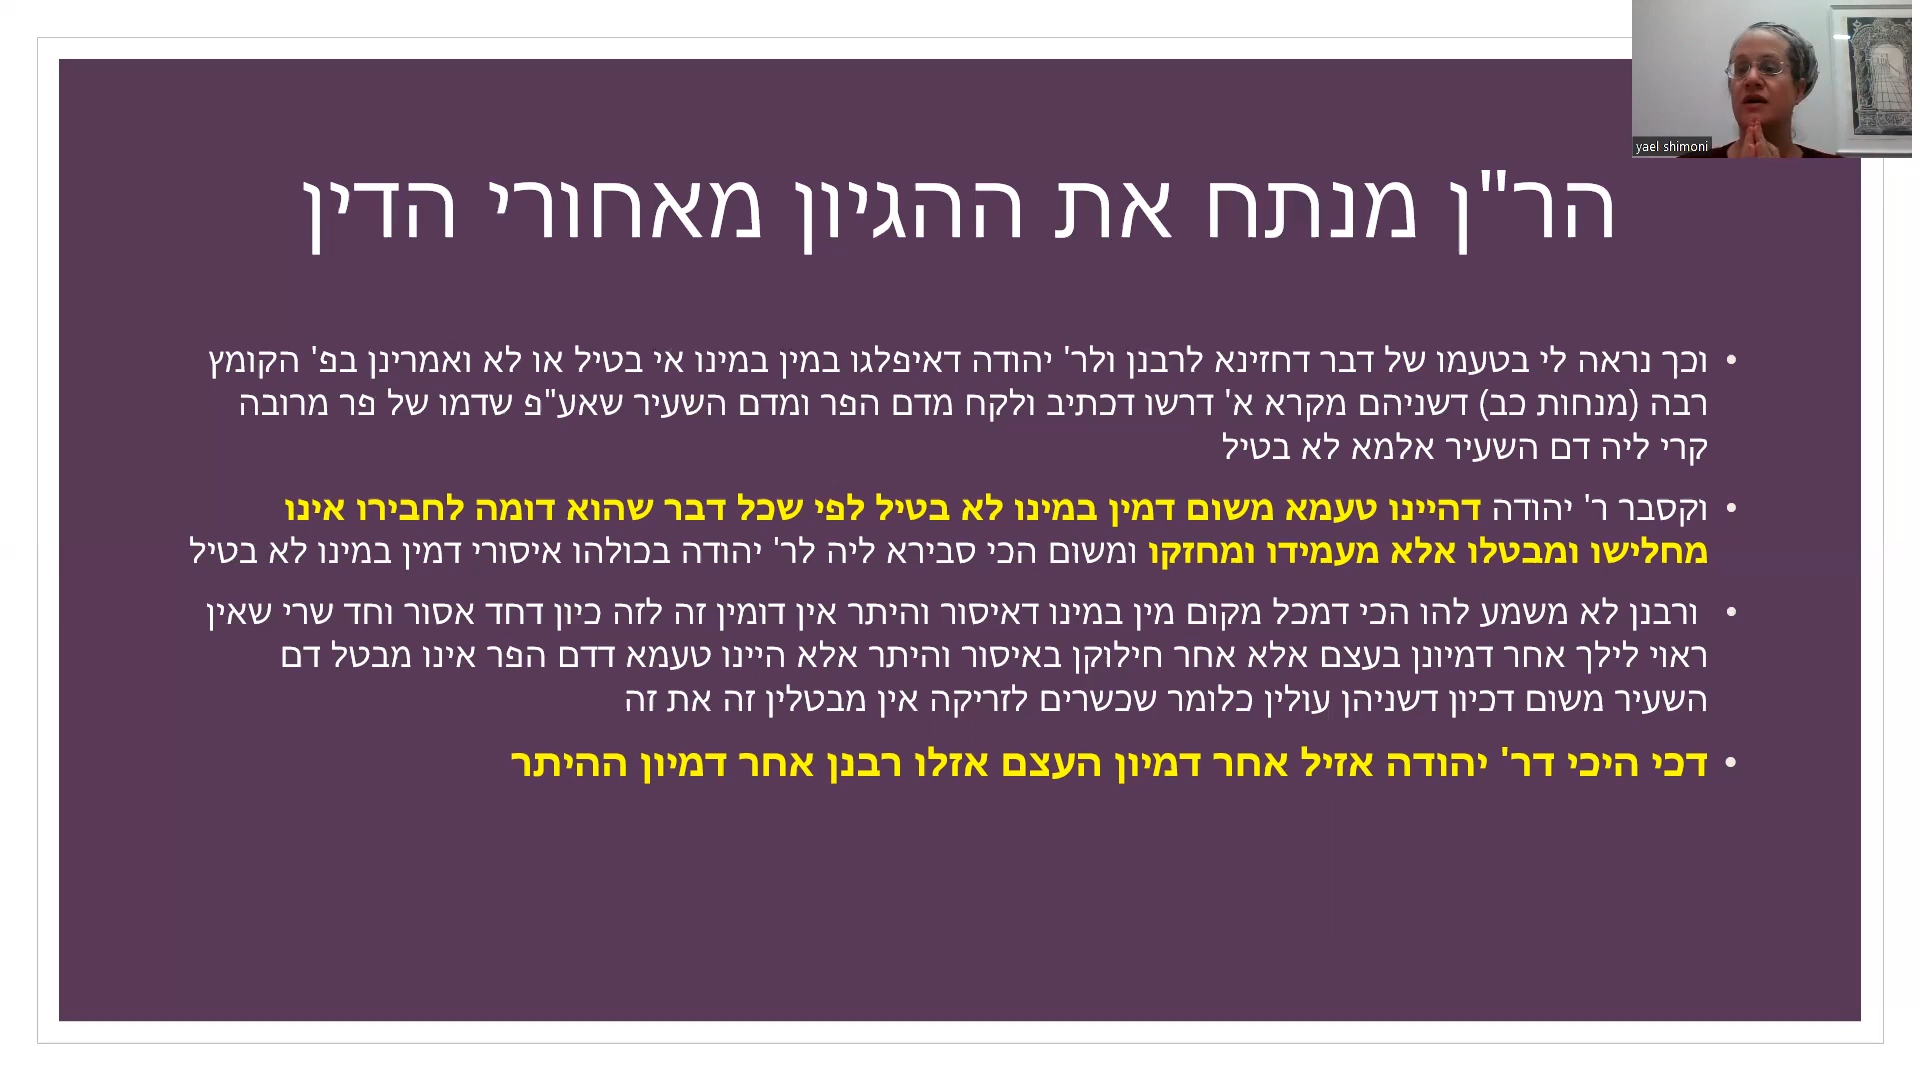 yael shimoni
הר"ן מנתח את ההגיון מאחורי הדין
• וכך נראה לי בטעמו של דבר דחזינא לרבנן ולר' יהודה דאיפלגו במין במינו אי בטיל או לא ואמרינן בפ' הקומץ
רבה (מנחות כב) דשניהם מקרא א' דרשו דכתיב ולקח מדם הפר ומדם השעיר שאע"פ שדמו של פר מרובה
קרי ליה דם השעיר אלמא לא בטיל
• וקסבר ר' יהודה דהיינו טעמא משום דמין במינו לא בטיל לפי שכל דבר שהוא דומה לחבירו אינו
מחלישו ומבטלו אלא מעמידו ומחזקו ומשום הכי סבירא ליה לר' יהודה בכולהו איסורי דמין במינו לא בטיל
• ורבנן לא משמע להו הכי דמכל מקום מין במינו דאיסור והיתר אין דומין זה לזה כיון דחד אסור וחד שרי שאין
ראוי לילך אחר דמיונן בעצם אלא אחר חילוקן באיסור והיתר אלא היינו טעמא דדם הפר אינו מבטל דם
השעיר משום דכיון דשניהן עולין כלומר שכשרים לזריקה אין מבטלין זה את זה
• דכי היכי דר' יהודה אזיל אחר דמיון העצם אזלו רבנן אחר דמיון ההיתר